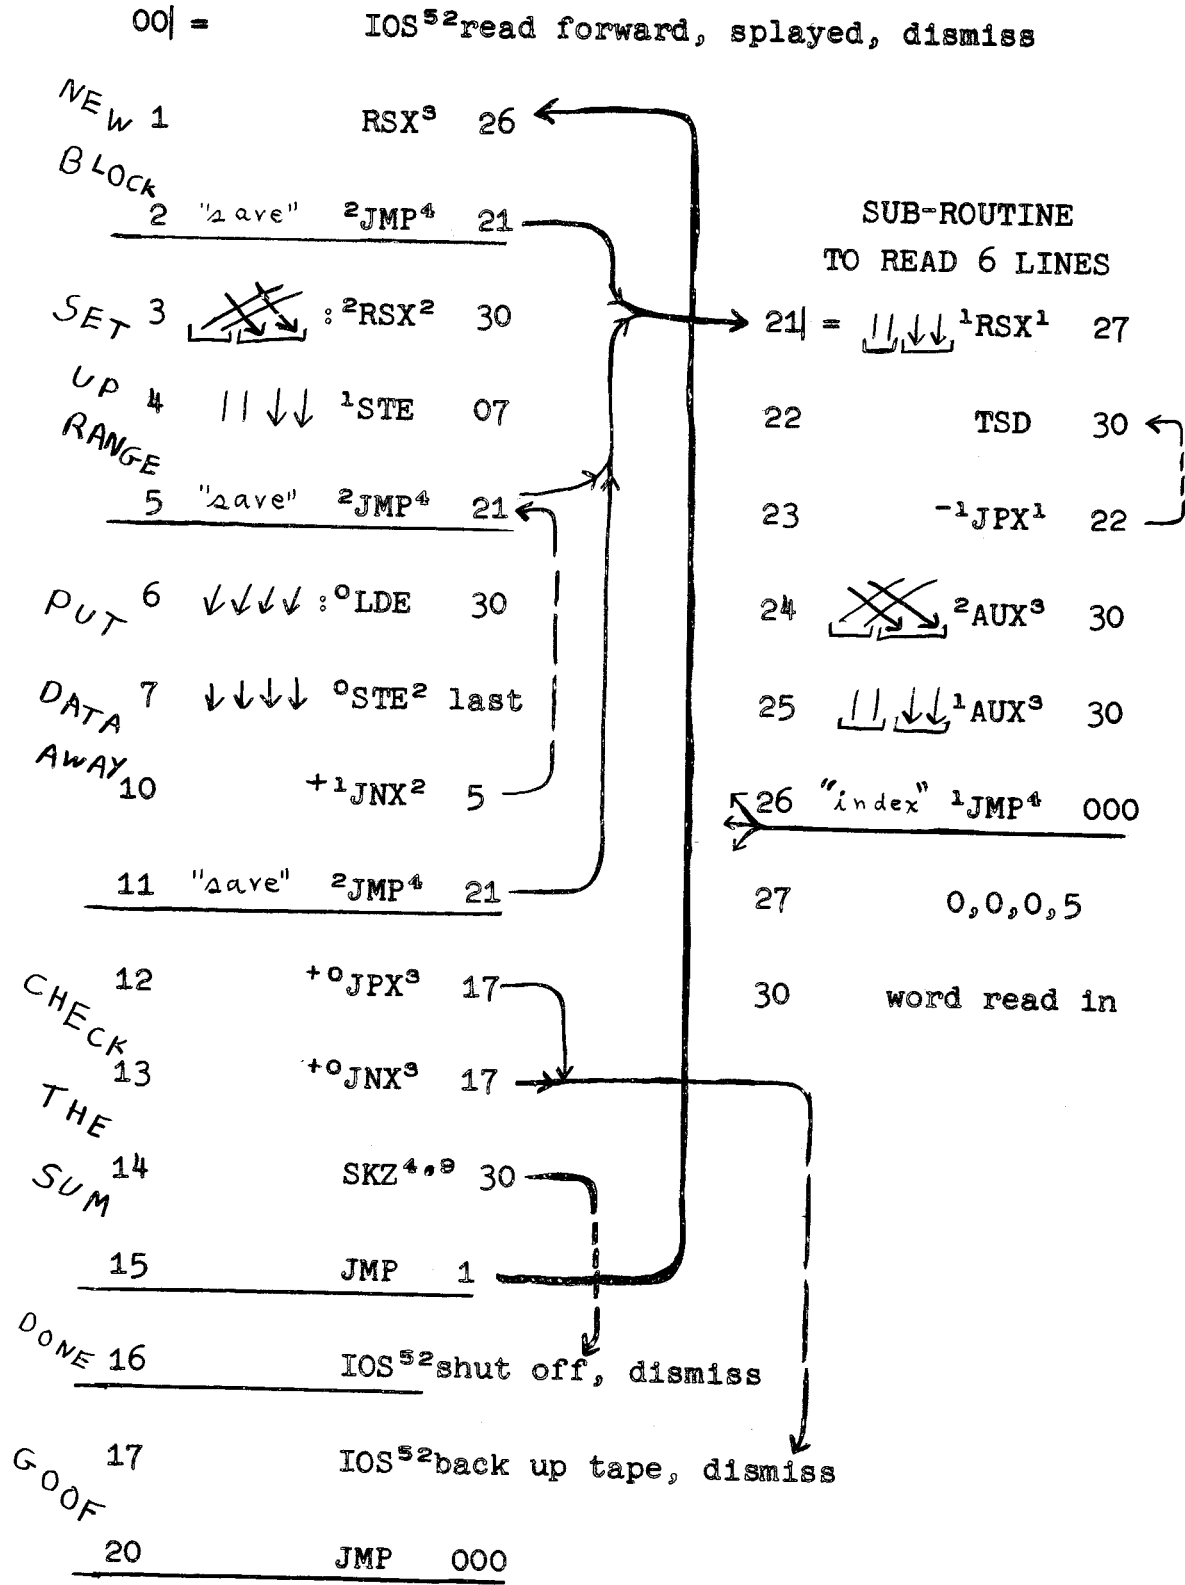 00| = IOS⁵²read forward, splayed, dismiss
NEW 1 RSX³ 26
BLOCK
2 "save" ²JMP⁴ 21
SET 3 :²RSX² 30
UP 4 ¹STE 07
RANGE
5 "save" ²JMP⁴ 21
PUT 6 ↓↓↓↓ :⁰LDE 30
DATA 7 ↓↓↓↓ ⁰STE² last
AWAY 10 +¹JNX² 5
11 "save" ²JMP⁴ 21
CHECK 12 +⁰JPX³ 17
THE 13 +⁰JNX³ 17
SUM 14 SKZ⁴·⁹ 30
15 JMP 1
DONE 16 IOS⁵²shut off, dismiss
GOOF 17 IOS⁵²back up tape, dismiss
20 JMP 000
SUB-ROUTINE
TO READ 6 LINES
21| = ¹RSX¹ 27
22 TSD 30
23 -¹JPX¹ 22
24 ²AUX³ 30
25 ¹AUX³ 30
26 "index" ¹JMP⁴ 000
27 0,0,0,5
30 word read in